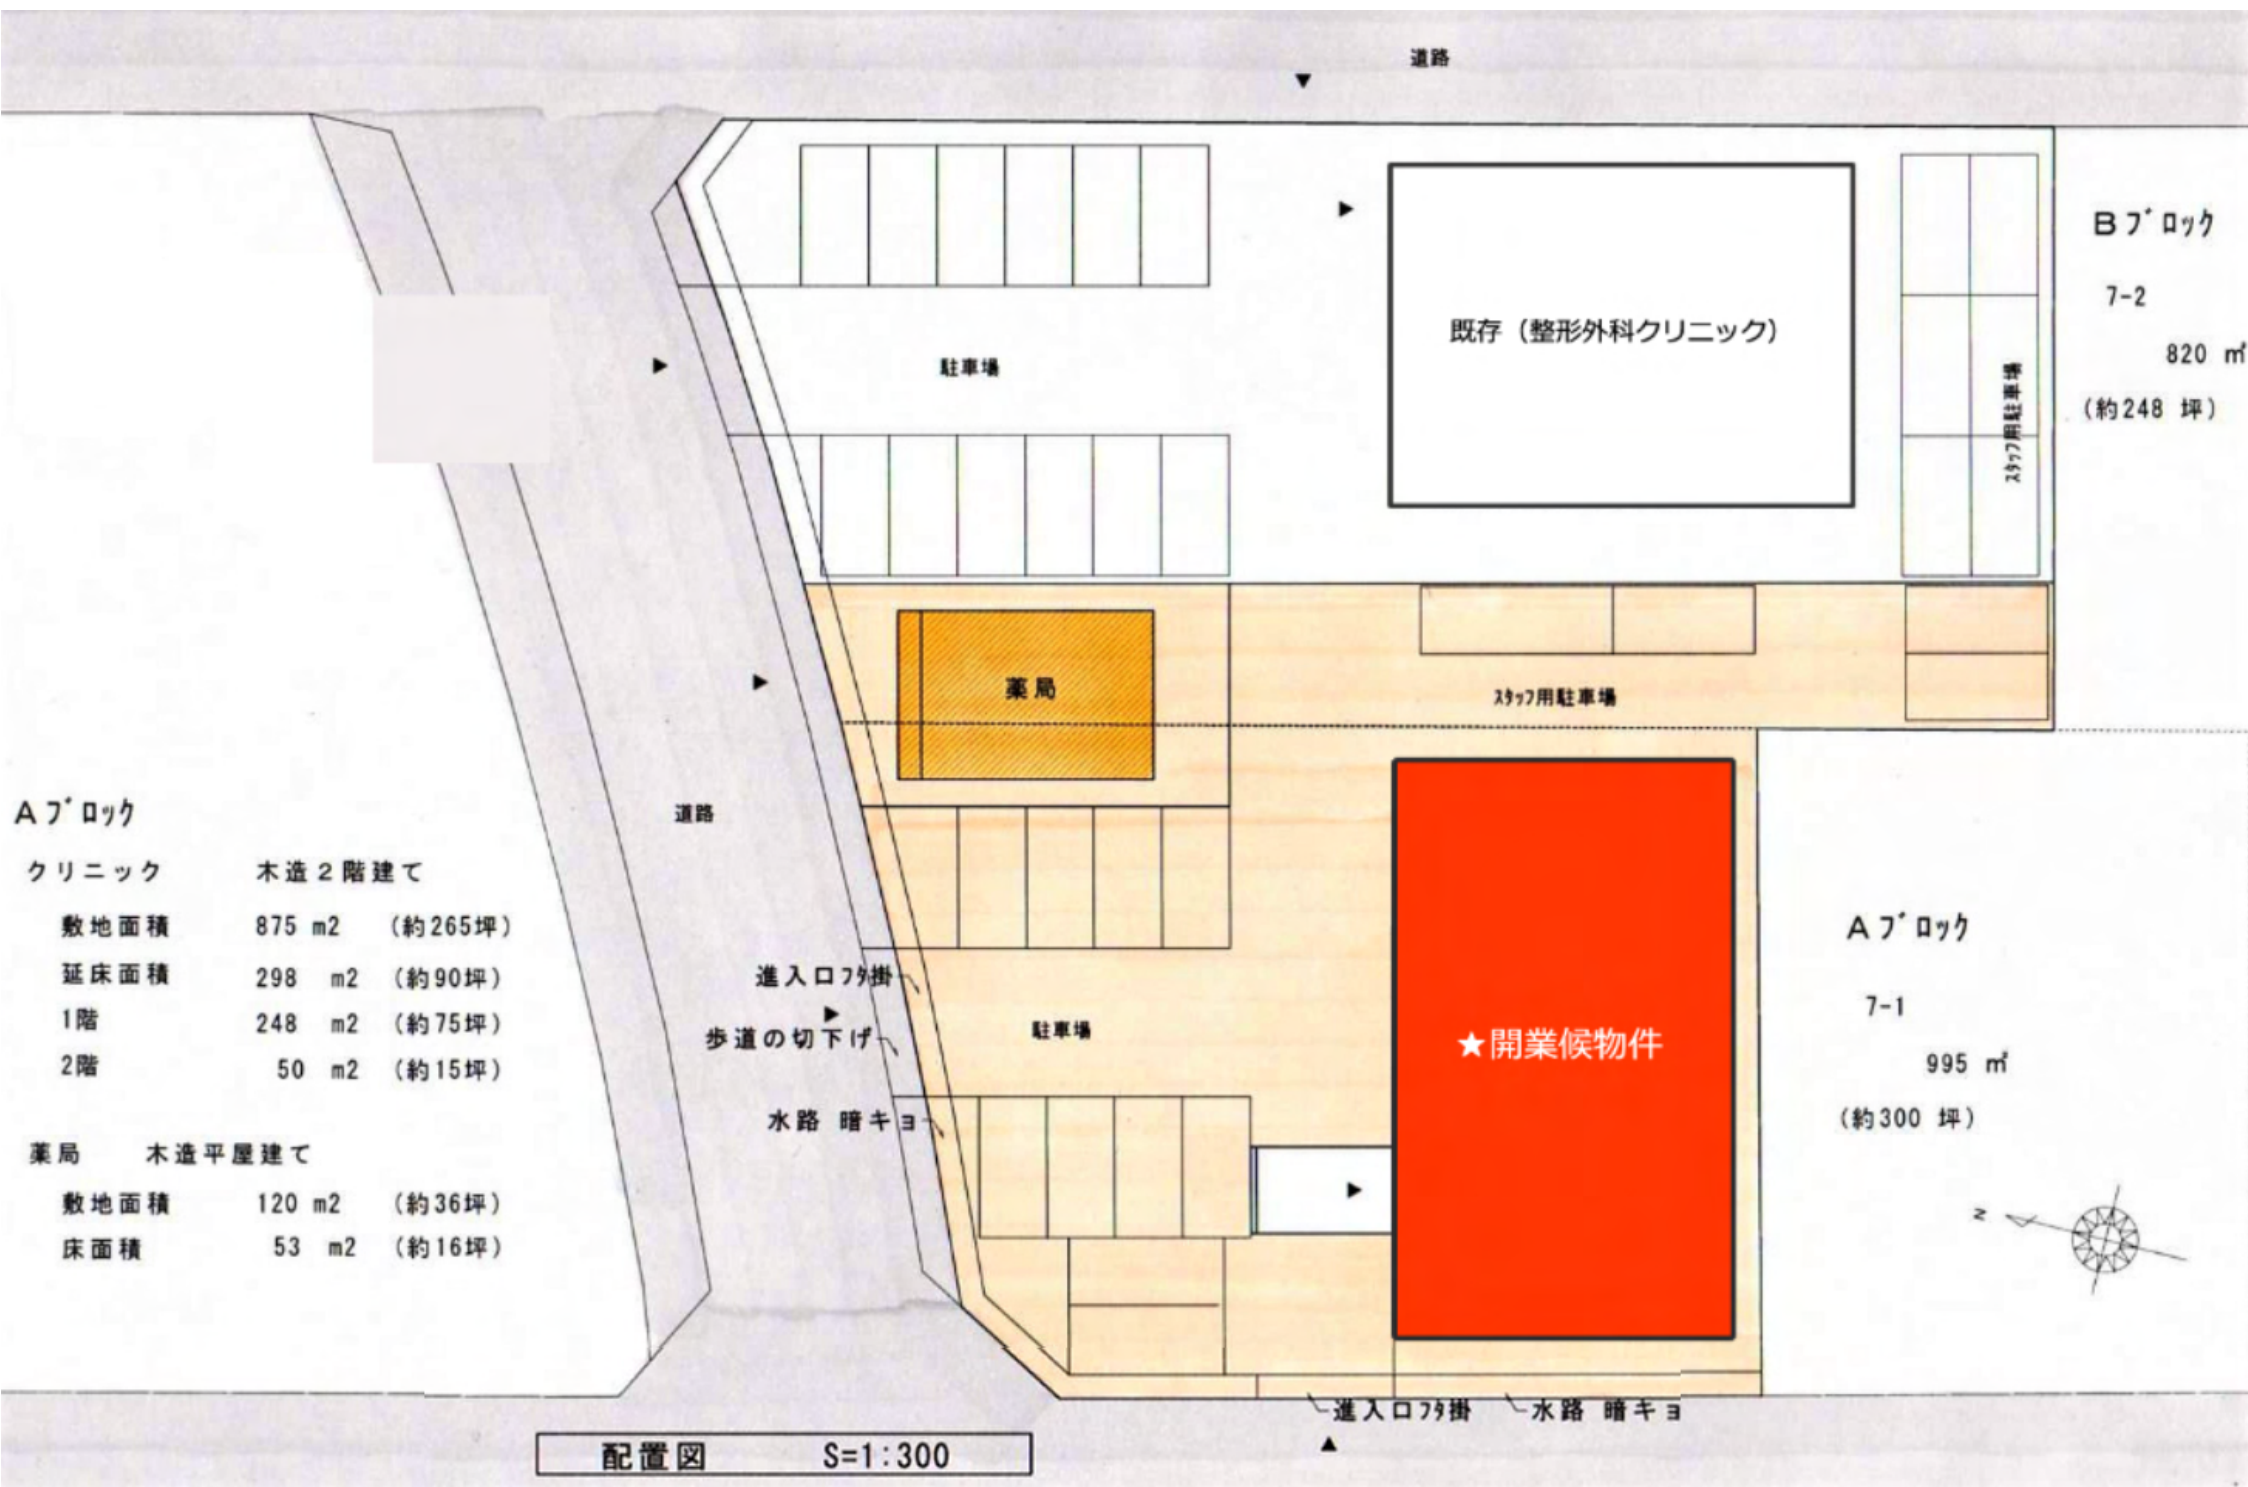 道路
Bブロック
7-2
820 ㎡
(約248 坪)
既存（整形外科クリニック）
駐車場
スタッフ用駐車場
薬局
スタッフ用駐車場
道路
Aブロック
クリニック 木造2階建て
敷地面積 875 m2 (約265坪)
延床面積 298 m2 (約90坪)
1階 248 m2 (約75坪)
2階 50 m2 (約15坪)
薬局 木造平屋建て
敷地面積 120 m2 (約36坪)
床面積 53 m2 (約16坪)
進入口フタ掛
歩道の切下げ
水路 暗キョ
駐車場
★開業候物件
Aブロック
7-1
995 ㎡
(約300 坪)
N
進入口フタ掛
水路 暗キョ
配置図 S=1:300